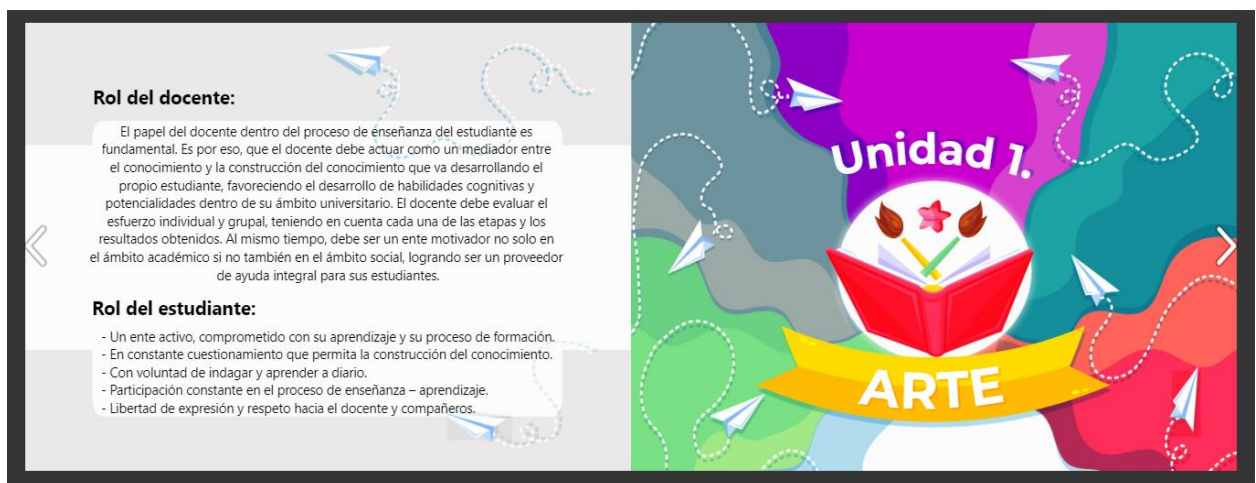 Rol del docente:
El papel del docente dentro del proceso de enseñanza del estudiante es
fundamental. Es por eso, que el docente debe actuar como un mediador entre
el conocimiento y la construcción del conocimiento que va desarrollando el
propio estudiante, favoreciendo el desarrollo de habilidades cognitivas y
potencialidades dentro de su ámbito universitario. El docente debe evaluar el
esfuerzo individual y grupal, teniendo en cuenta cada una de las etapas y los
resultados obtenidos. Al mismo tiempo, debe ser un ente motivador no solo en
el ámbito académico si no también en el ámbito social, logrando ser un proveedor
de ayuda integral para sus estudiantes.
Rol del estudiante:
- Un ente activo, comprometido con su aprendizaje y su proceso de formación.
- En constante cuestionamiento que permita la construcción del conocimiento.
- Con voluntad de indagar y aprender a diario.
- Participación constante en el proceso de enseñanza – aprendizaje.
- Libertad de expresión y respeto hacia el docente y compañeros.
Unidad 1.
ARTE